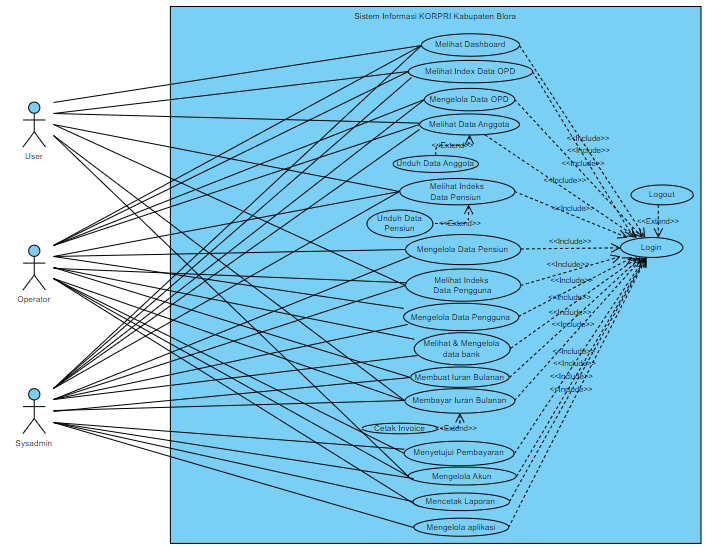 Sistem Informasi KORPRI Kabupaten Blora
Melihat Dashboard
Melihat Index Data OPD
Mengelola Data OPD
Melihat Data Anggota
<<Include>>
<<Include>>
<<Include>>
<<Extend>>
User
Unduh Data Anggota
<<Include>>
Melihat Indeks
Data Pensiun
Logout
<<Include>>
Unduh Data
Pensiun
<<Extend>>
<<Extend>>
Mengelola Data Pensiun
<<Include>>
Login
<<Include>>
Melihat Indeks
Data Pengguna
<<Include>>
Operator
<<Include>>
Mengelola Data Pengguna
<<Include>>
<<Include>>
Melihat & Mengelola
data bank
<<Include>>
<<Include>>
Membuat Iuran Bulanan
<<Include>>
<<Include>>
Membayar Iuran Bulanan
Cetak Invoice
<<Extend>>
Sysadmin
Menyetujui Pembayaran
Mengelola Akun
Mencetak Laporan
Mengelola aplikasi